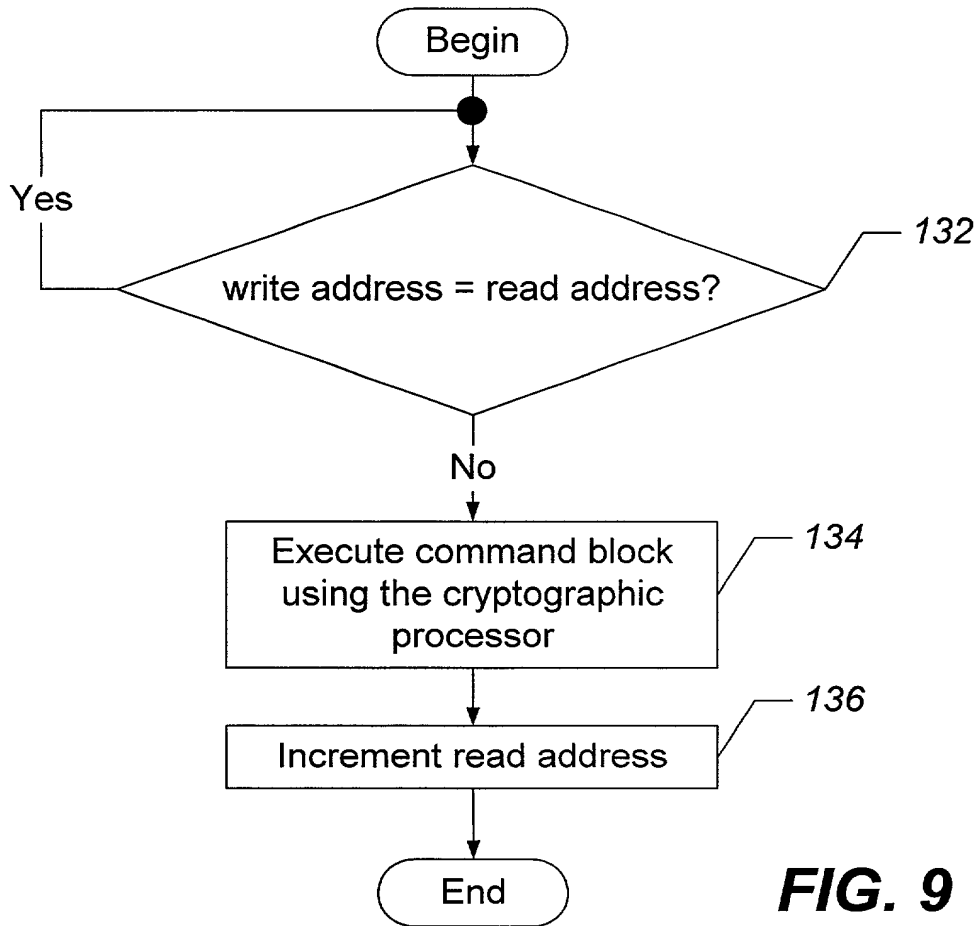 Begin
Yes
132
write address = read address?
No
134
Execute command block
using the cryptographic
processor
136
Increment read address
End
FIG. 9